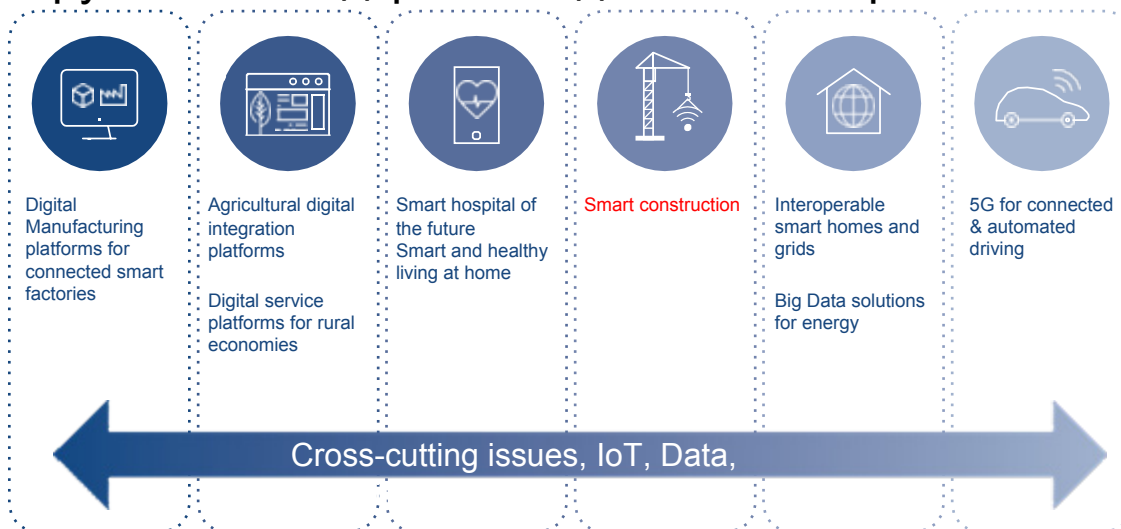 Digital
Manufacturing
platforms for
connected smart
factories
Agricultural digital
integration
platforms
Digital service
platforms for rural
economies
Smart hospital of
the future
Smart and healthy
living at home
Smart construction
Interoperable
smart homes and
grids
Big Data solutions
for energy
5G for connected
& automated
driving
Cross-cutting issues, IoT, Data,